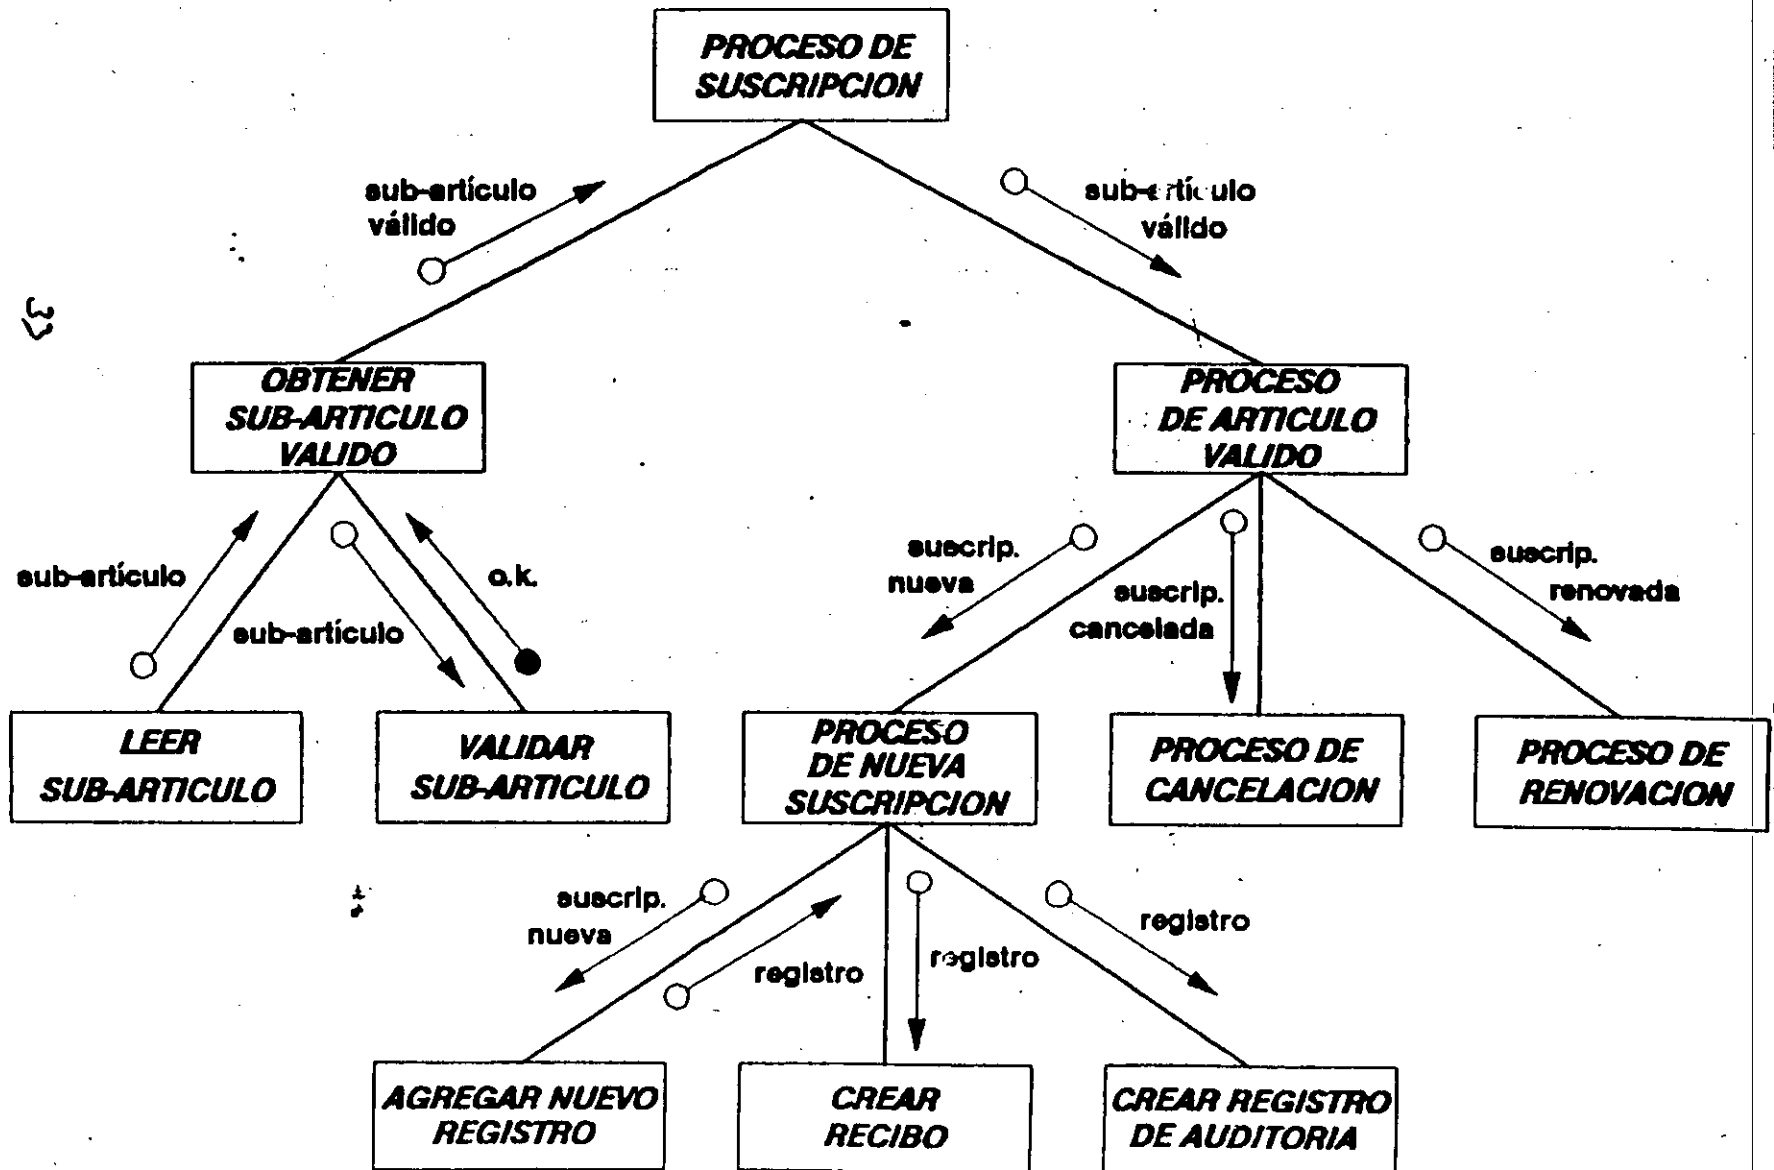 PROCESO DE
SUSCRIPCION
sub-artículo
válido
sub-artículo
válido
OBTENER
SUB-ARTICULO
VALIDO
PROCESO
DE ARTICULO
VALIDO
sub-artículo
sub-artículo
o.k.
suscrip.
nueva
suscrip.
cancelada
suscrip.
renovada
LEER
SUB-ARTICULO
VALIDAR
SUB-ARTICULO
PROCESO
DE NUEVA
SUSCRIPCION
PROCESO DE
CANCELACION
PROCESO DE
RENOVACION
suscrip.
nueva
registro
registro
registro
AGREGAR NUEVO
REGISTRO
CREAR
RECIBO
CREAR REGISTRO
DE AUDITORIA